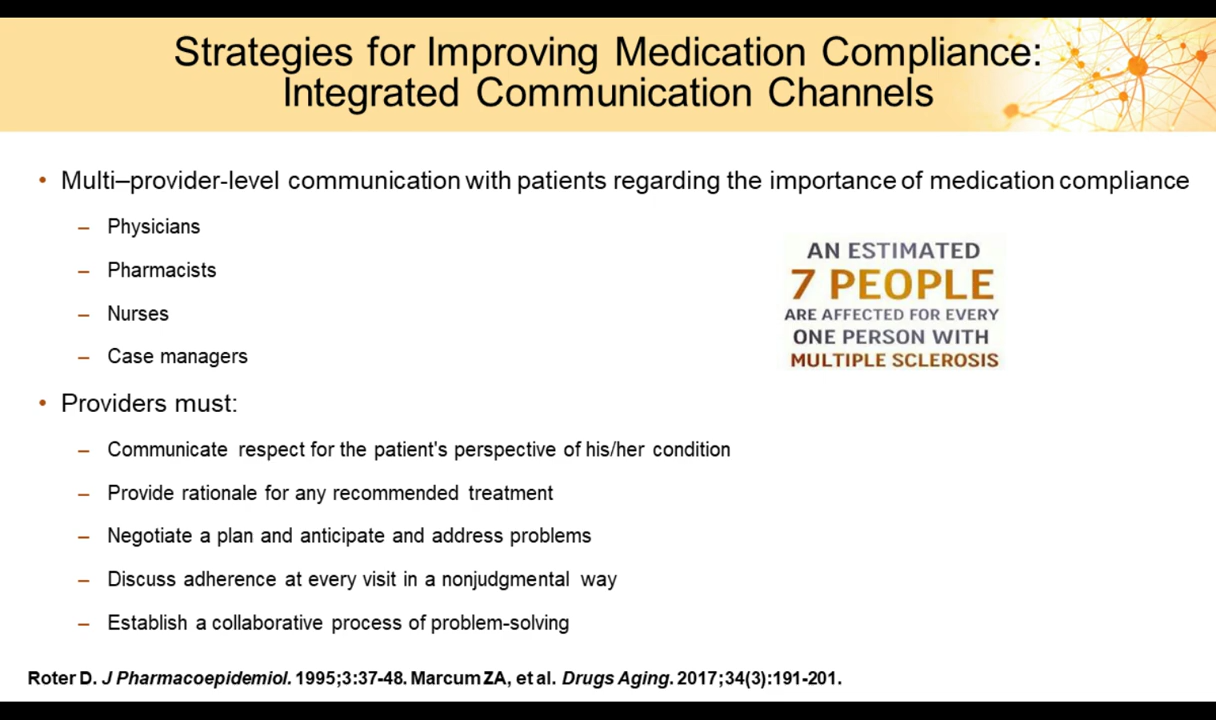 Strategies for Improving Medication Compliance:
Integrated Communication Channels
• Multi–provider-level communication with patients regarding the importance of medication compliance
– Physicians
– Pharmacists
– Nurses
– Case managers
AN ESTIMATED
7 PEOPLE
ARE AFFECTED FOR EVERY
ONE PERSON WITH
MULTIPLE SCLEROSIS
• Providers must:
– Communicate respect for the patient's perspective of his/her condition
– Provide rationale for any recommended treatment
– Negotiate a plan and anticipate and address problems
– Discuss adherence at every visit in a nonjudgmental way
– Establish a collaborative process of problem-solving
Roter D. J Pharmacoepidemiol. 1995;3:37-48. Marcum ZA, et al. Drugs Aging. 2017;34(3):191-201.